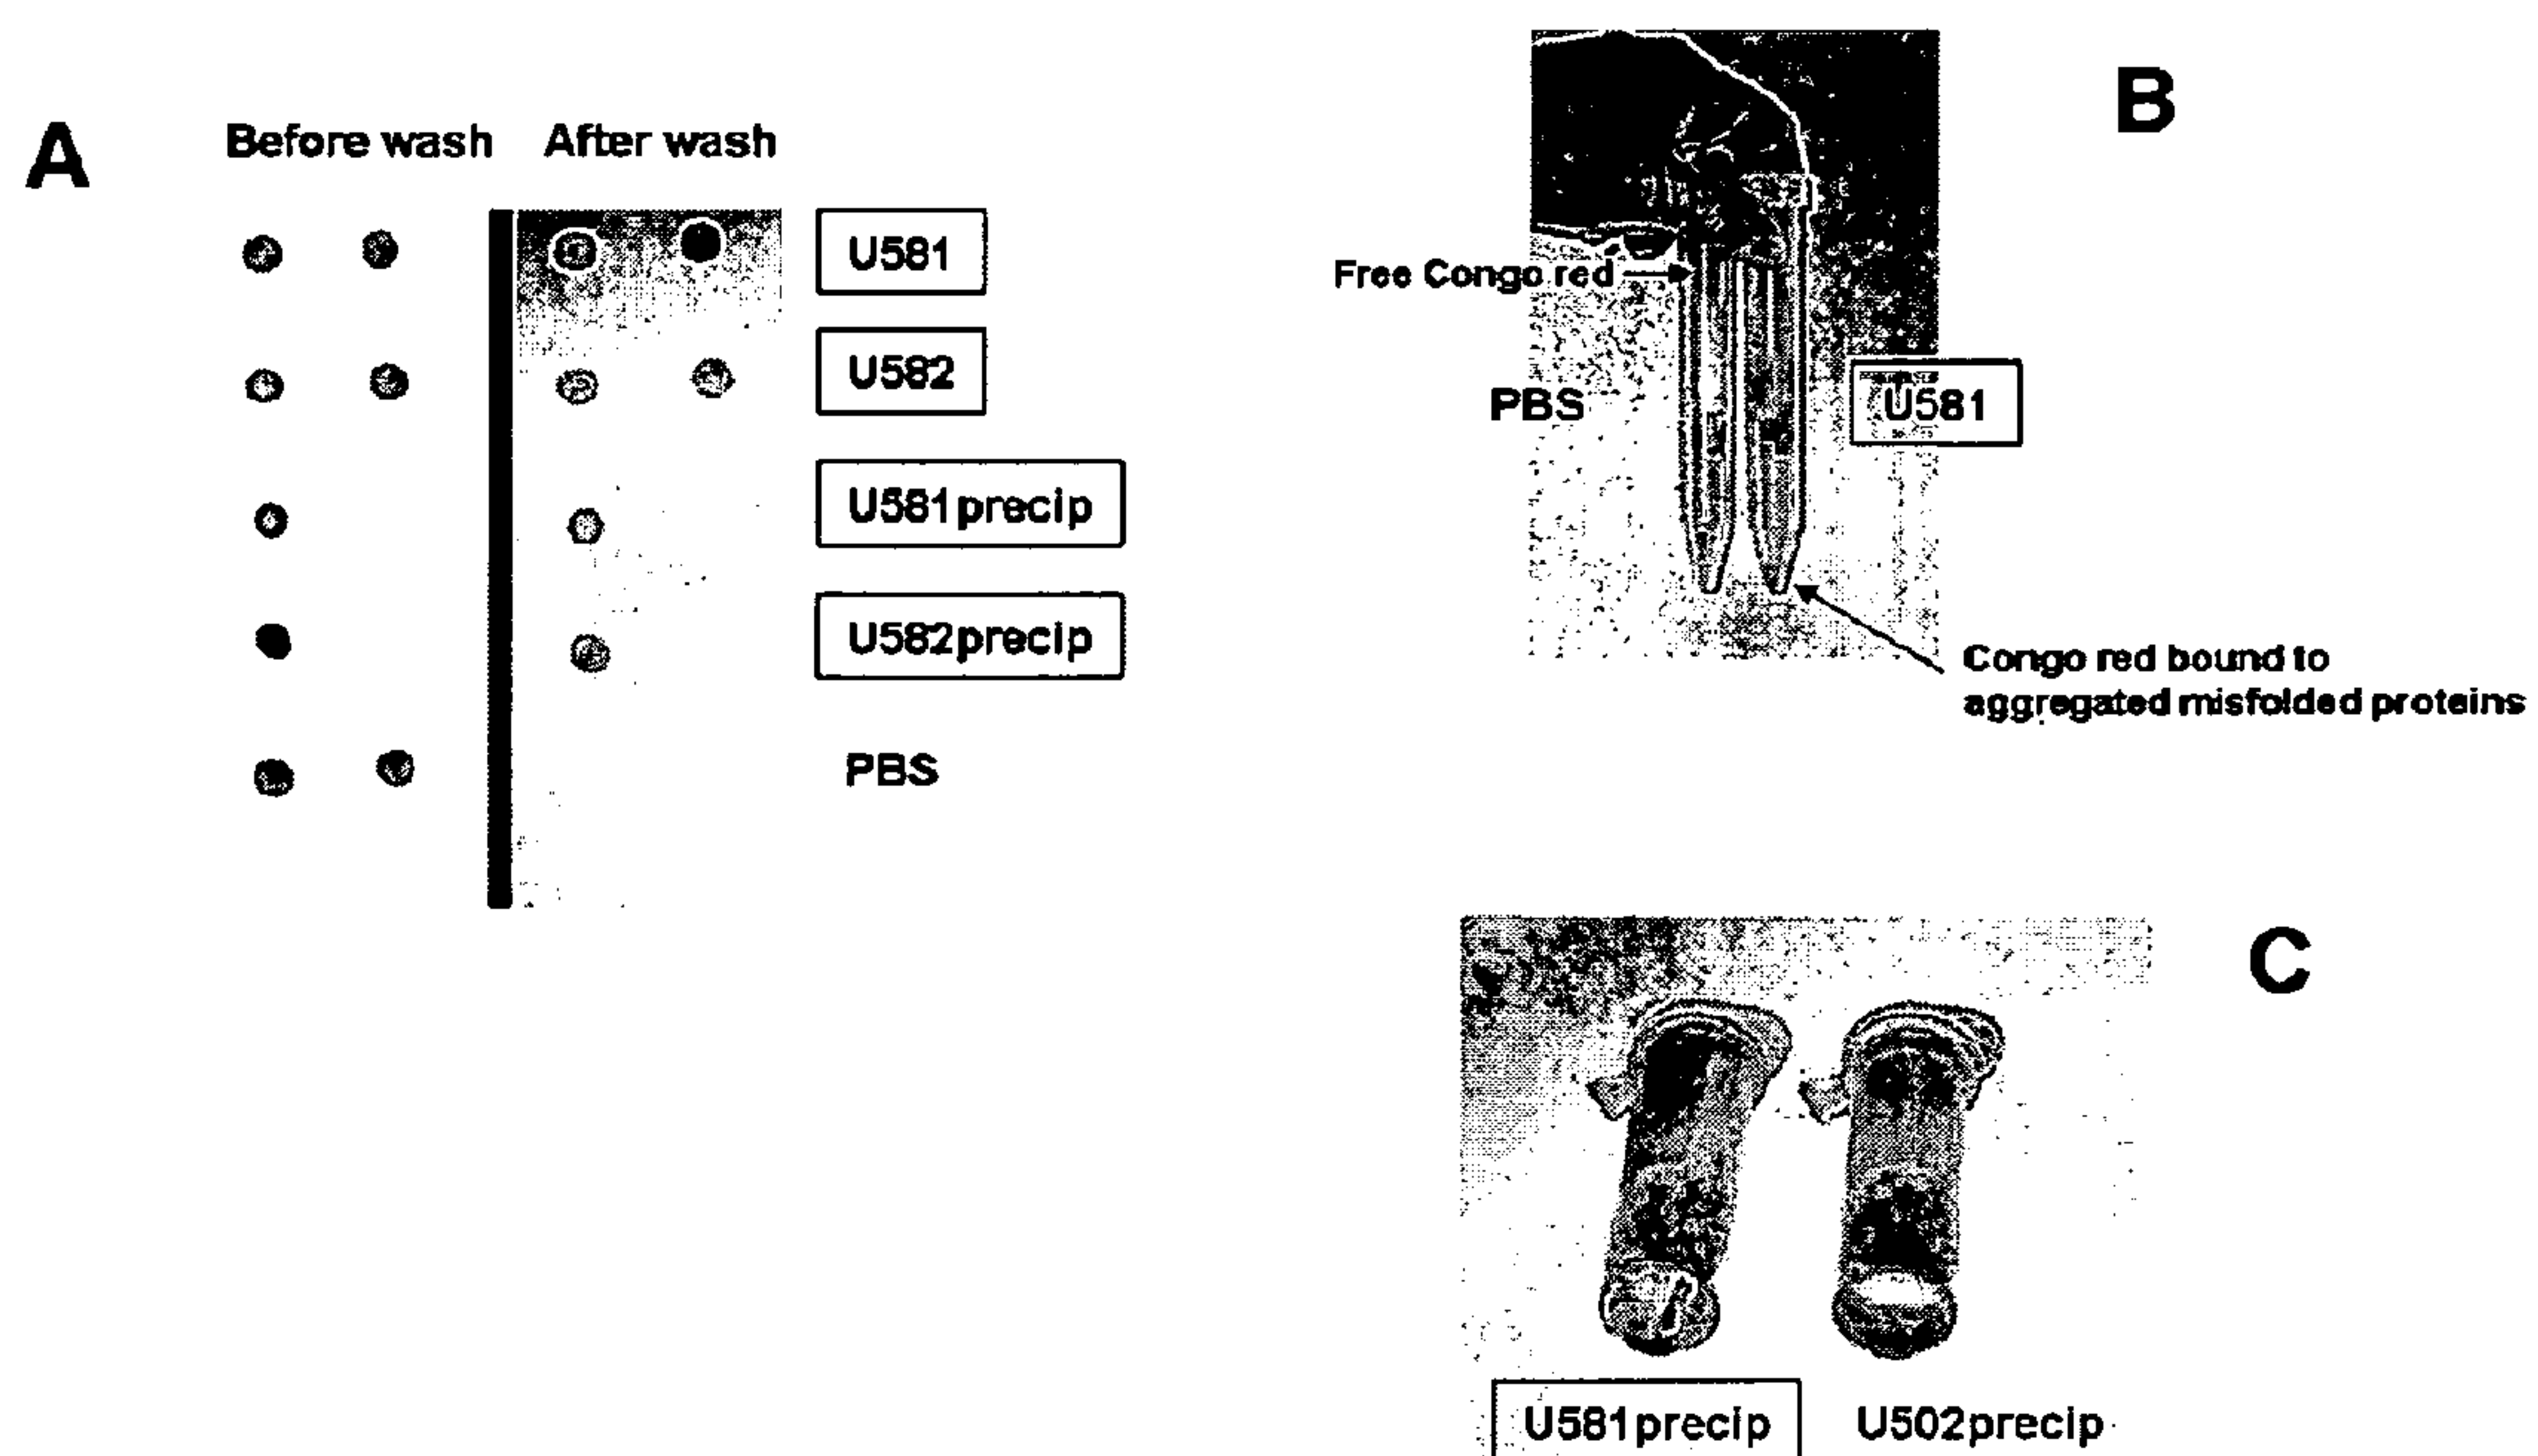 A
Before wash
After wash
U581
U582
U581precip
U582precip
PBS
B
Free Congo red
PBS
U581
Congo red bound to
aggregated misfolded proteins
C
U581precip
U502precip